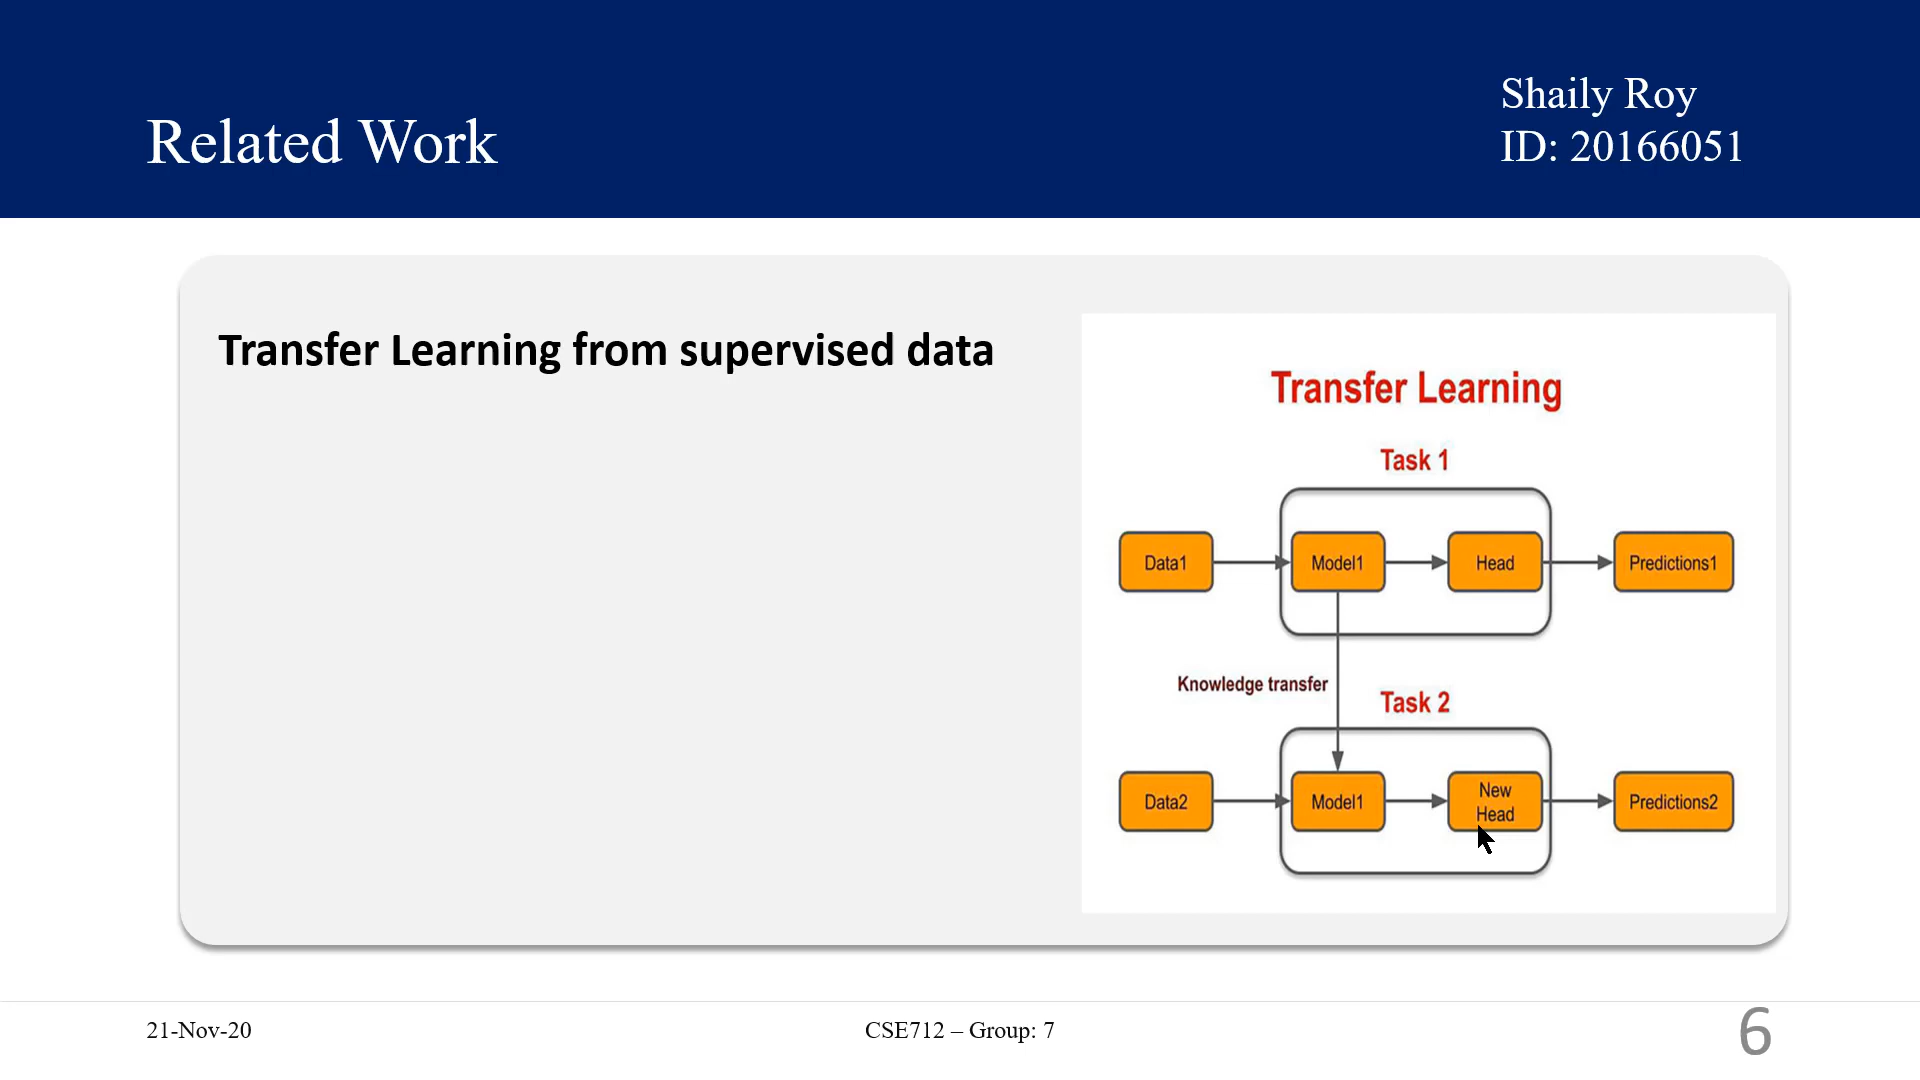 Related Work
Shaily Roy
ID: 20166051
Transfer Learning from supervised data
Transfer Learning
Task 1
Data1
Model1
Head
Predictions1
Knowledge transfer
Task 2
Data2
Model1
New
Head
Predictions2
21-Nov-20
CSE712 – Group: 7
6